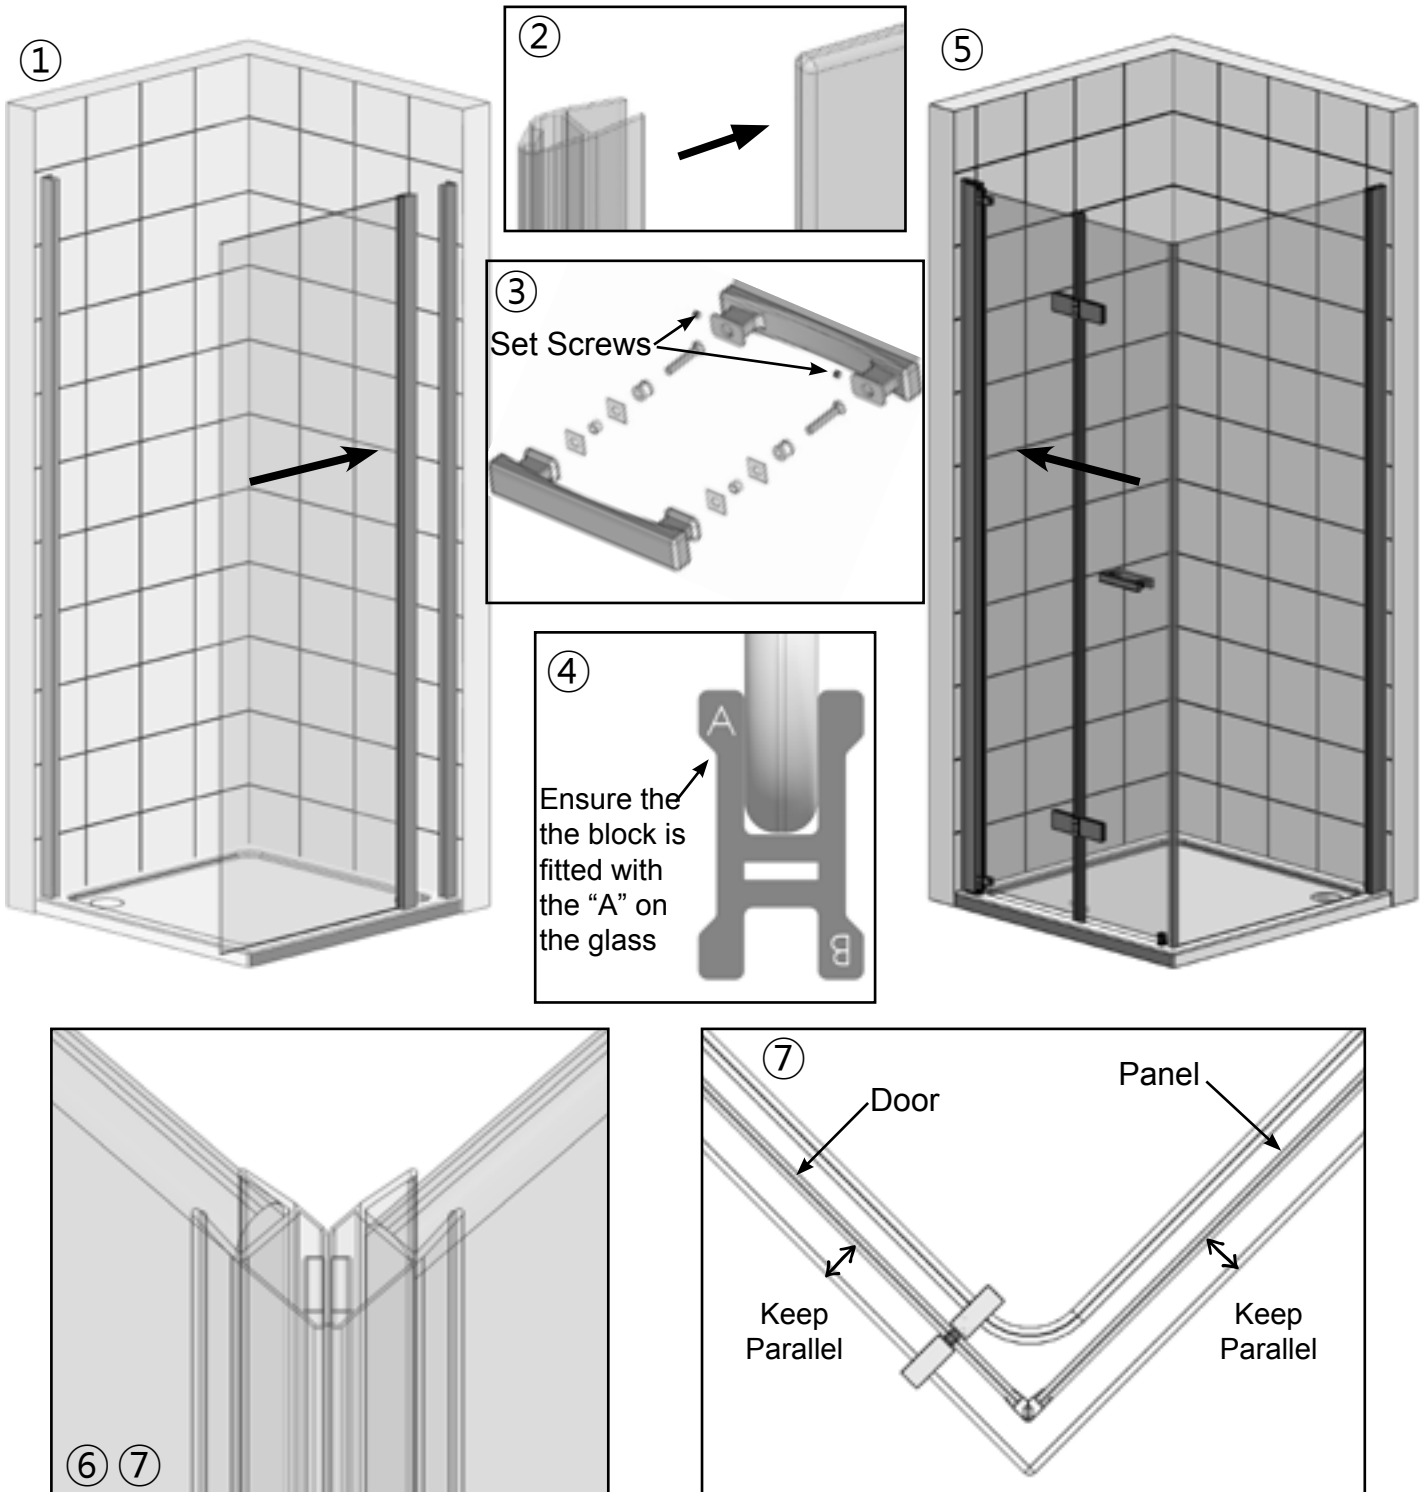 ①
②
⑤
③
Set Screws
④
A
Ensure the
the block is
fitted with
the “A” on
the glass
B
⑥ ⑦
⑦
Door
Panel
Keep
Parallel
Keep
Parallel